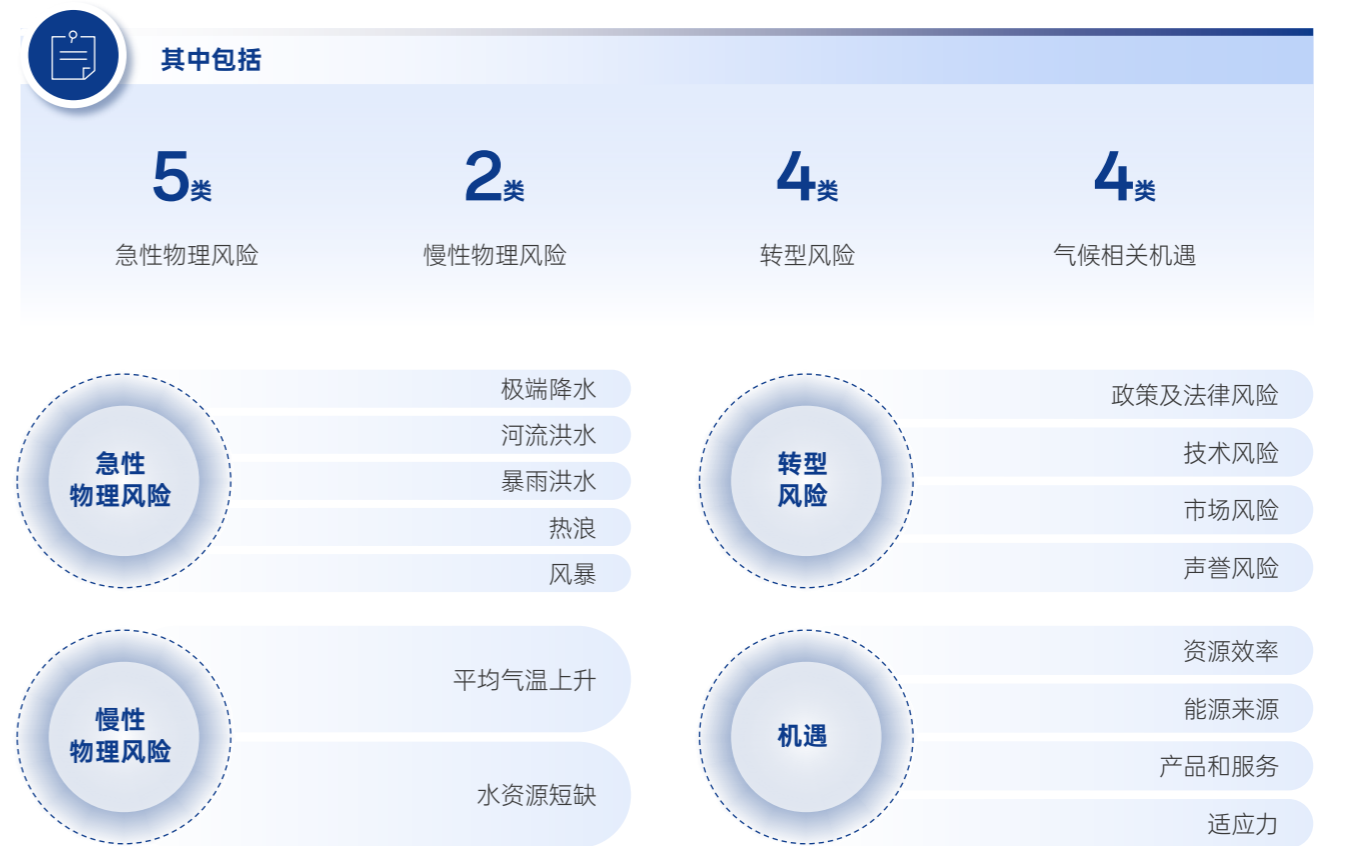 其中包括
5类
2类
4类
4类
急性物理风险
慢性物理风险
转型风险
气候相关机遇
急性
物理风险
极端降水
河流洪水
暴雨洪水
热浪
风暴
转型
风险
政策及法律风险
技术风险
市场风险
声誉风险
慢性
物理风险
平均气温上升
水资源短缺
机遇
资源效率
能源来源
产品和服务
适应力